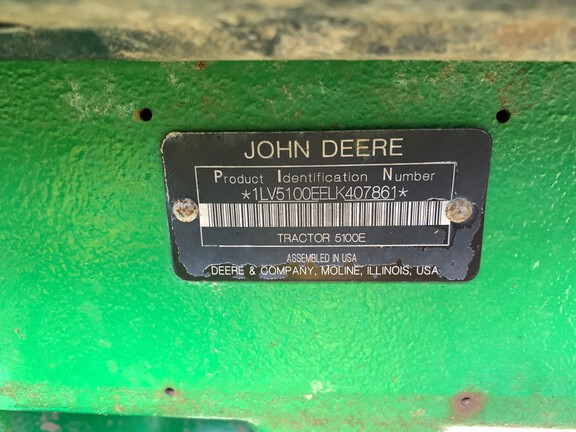 JOHN DEERE
Product Identification Number
*1LV5100EELK407861*
TRACTOR 5100E
ASSEMBLED IN USA
DEERE & COMPANY, MOLINE, ILLINOIS, USA